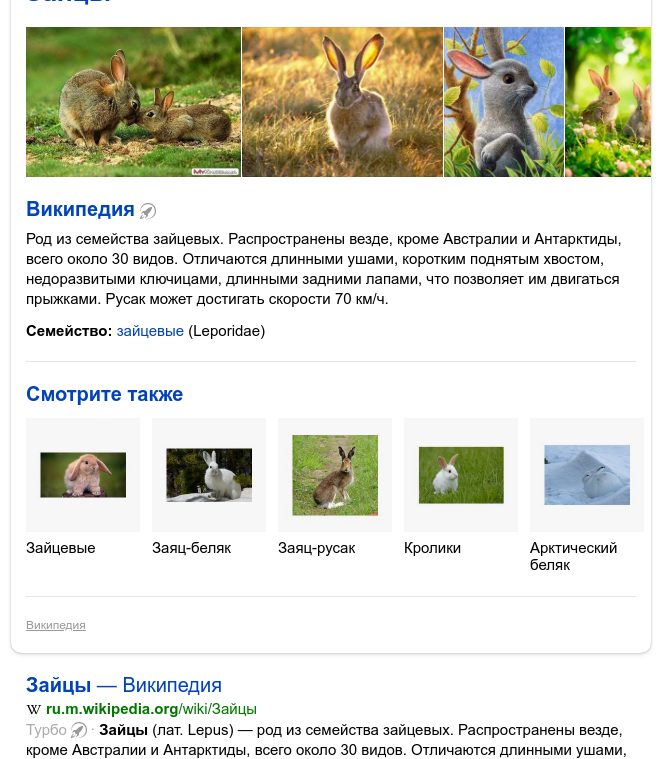 Зайцы
Википедия
Род из семейства зайцевых. Распространены везде, кроме Австралии и Антарктиды,
всего около 30 видов. Отличаются длинными ушами, коротким поднятым хвостом,
недоразвитыми ключицами, длинными задними лапами, что позволяет им двигаться
прыжками. Русак может достигать скорости 70 км/ч.
Семейство: зайцевые (Leporidae)
Смотрите также
Зайцевые
Заяц-беляк
Заяц-русак
Кролики
Арктический
беляк
Википедия
Зайцы — Википедия
W ru.m.wikipedia.org/wiki/Зайцы
Турбо · Зайцы (лат. Lepus) — род из семейства зайцевых. Распространены везде,
кроме Австралии и Антарктиды, всего около 30 видов. Отличаются длинными ушами,